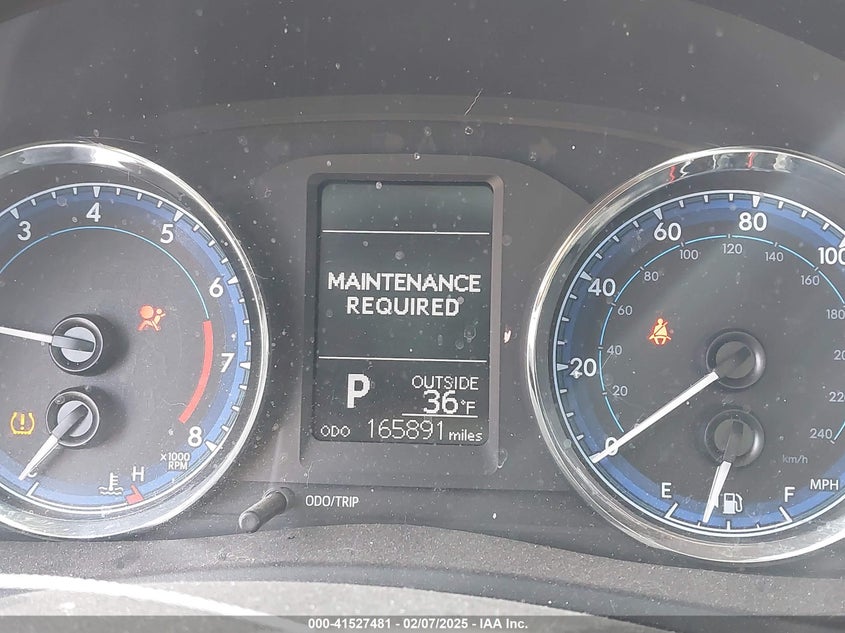 3
4
5
6
7
8
x1000
RPM
H
MAINTENANCE
REQUIRED
P
OUTSIDE
36°F
ODO 165891 miles
ODO/TRIP
0
20
40
60
80
100
20
40
60
80
100
120
140
160
180
220
240
km/h
MPH
E
F
000-41527481 - 02/07/2025 - IAA Inc.